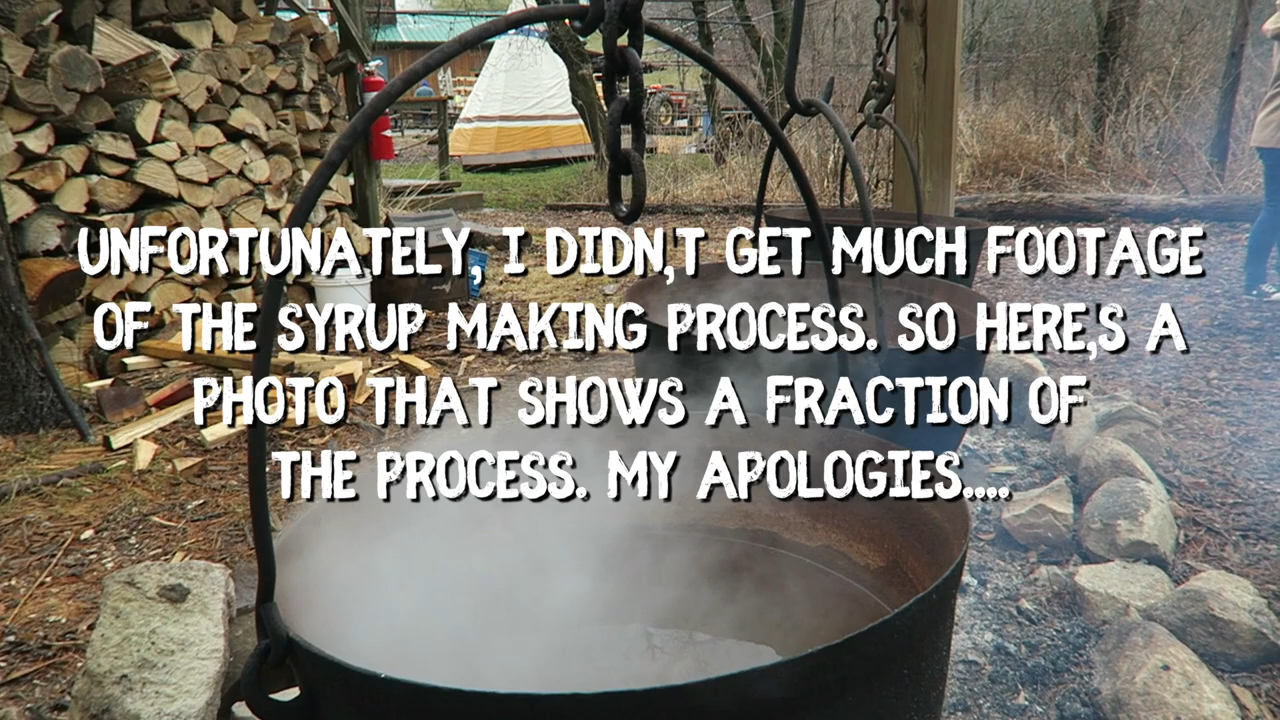 UNFORTUNATELY, I DIDN,T GET MUCH FOOTAGE
OF THE SYRUP MAKING PROCESS. SO HERE,S A
PHOTO THAT SHOWS A FRACTION OF
THE PROCESS. MY APOLOGIES....